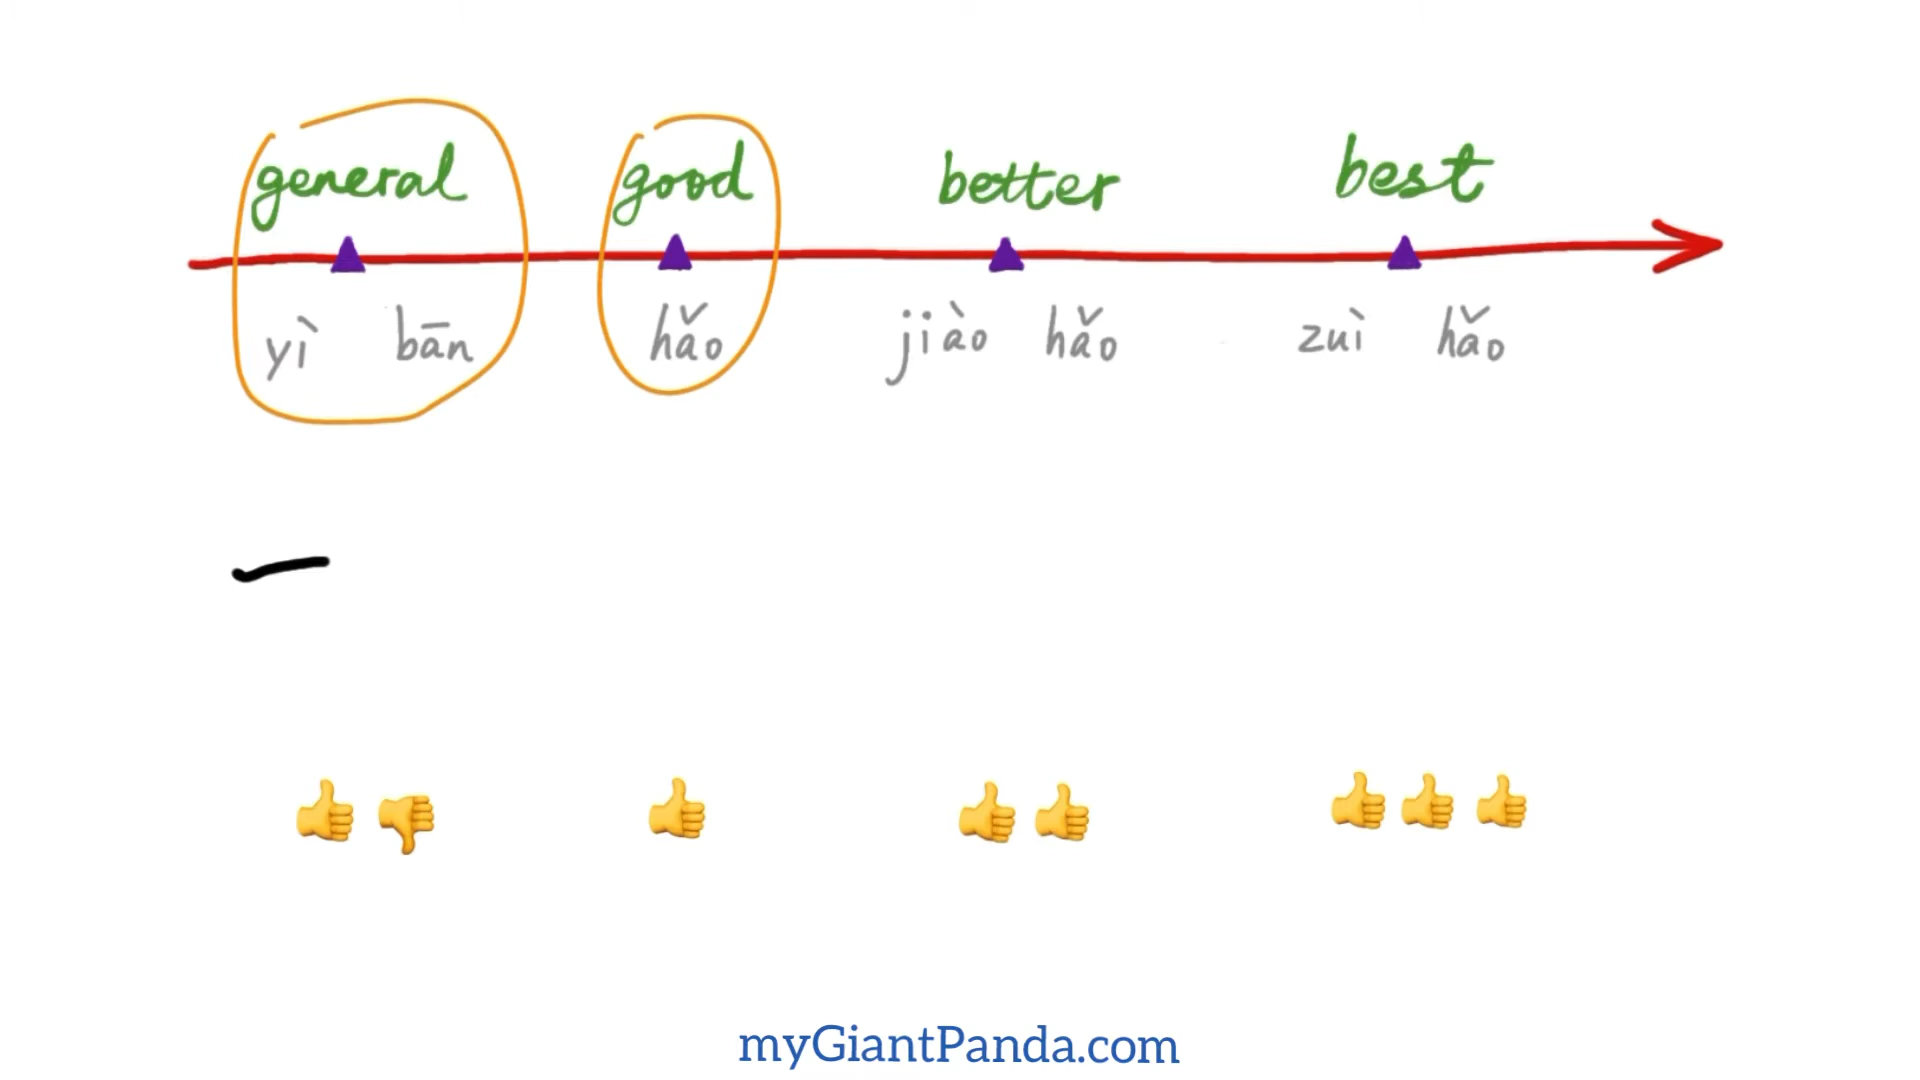 general good better best
yì bān hǎo jiào hǎo zuì hǎo
一
myGiantPanda.com